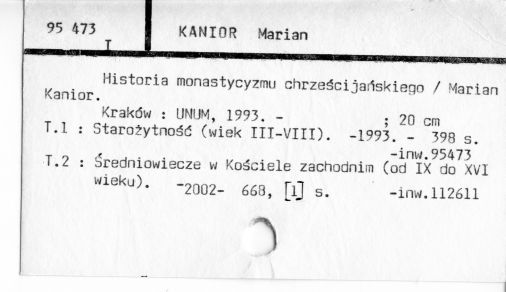 95 473
I
KANIOR Marian
Historia monastycyzmu chrześcijańskiego / Marian
Kanior.
Kraków : UNUM, 1993. - ; 20 cm
T.1 : Starożytność (wiek III-VIII). -1993. - 398 s.
-inw.95473
T.2 : Średniowiecze w Kościele zachodnim (od IX do XVI
wieku). -2002- 668, [1] s. -inw.112611